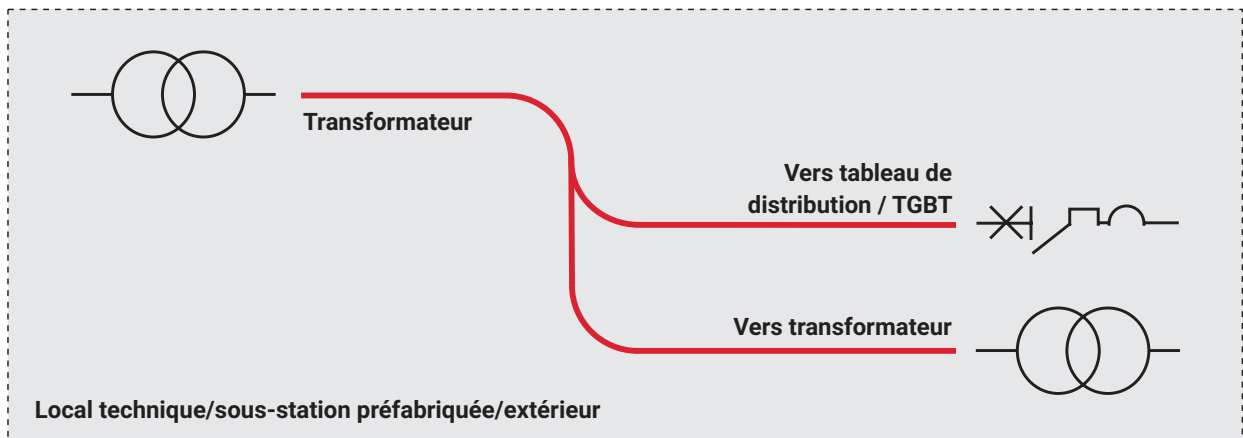 Transformateur
Vers tableau de
distribution / TGBT
Vers transformateur
Local technique/sous-station préfabriquée/extérieur